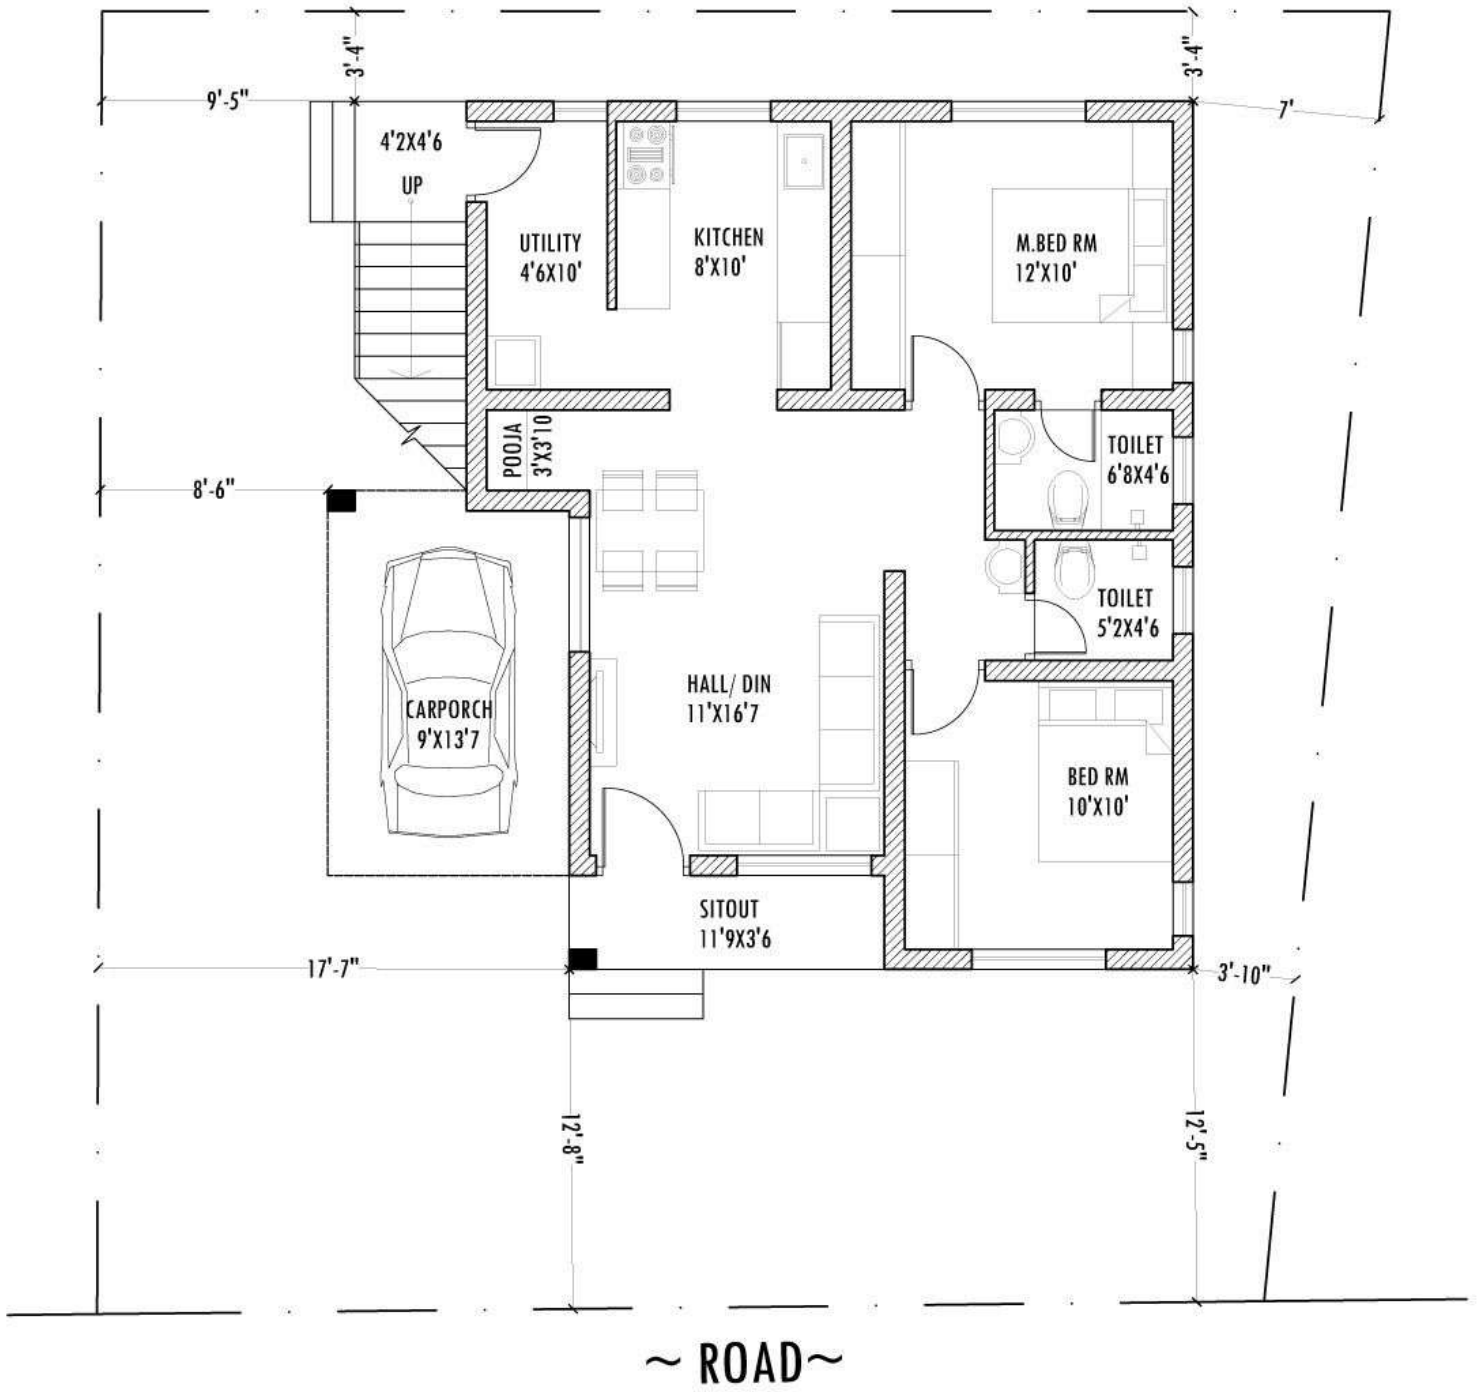 3'-4"
3'-4"
9'-5"
7'
4'2X4'6
UP
UTILITY
4'6X10'
KITCHEN
8'X10'
M.BED RM
12'X10'
POOJA
3'X3'10
TOILET
6'8X4'6
8'-6"
TOILET
5'2X4'6
HALL/ DIN
11'X16'7
CARPORCH
9'X13'7
BED RM
10'X10'
SITOUT
11'9X3'6
17'-7"
3'-10"
12'-8"
12'-5"
~ ROAD~